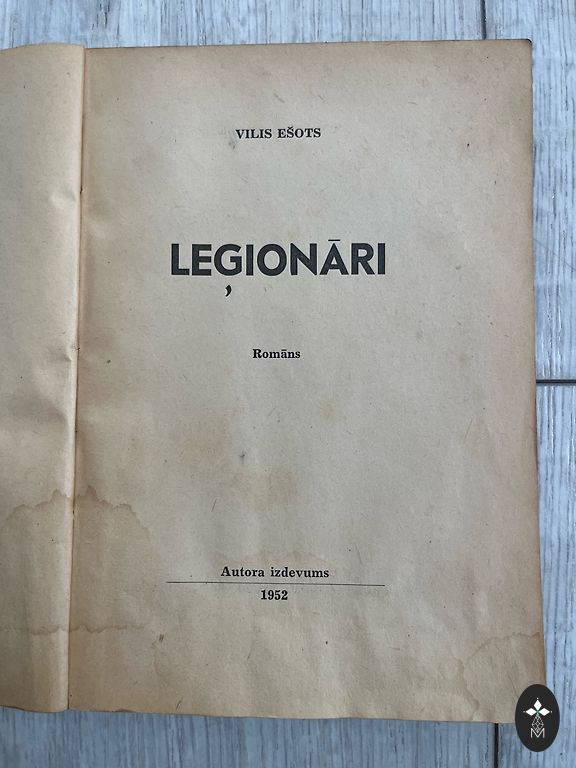 VILIS EŠOTS
LEĢIONĀRI
Romāns
Autora izdevums
1952
M